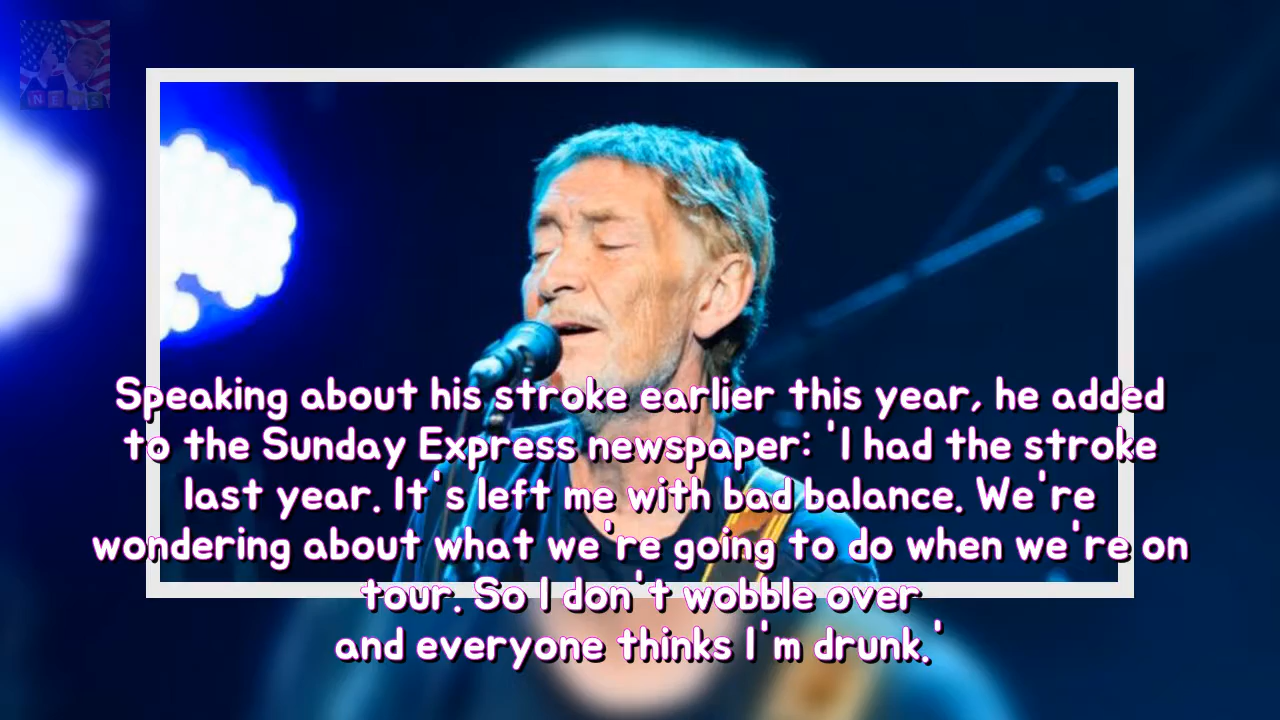 NEWS
Speaking about his stroke earlier this year, he added
to the Sunday Express newspaper: 'I had the stroke
last year. It's left me with bad balance. We're
wondering about what we're going to do when we're on
tour. So I don't wobble over
and everyone thinks I'm drunk.'